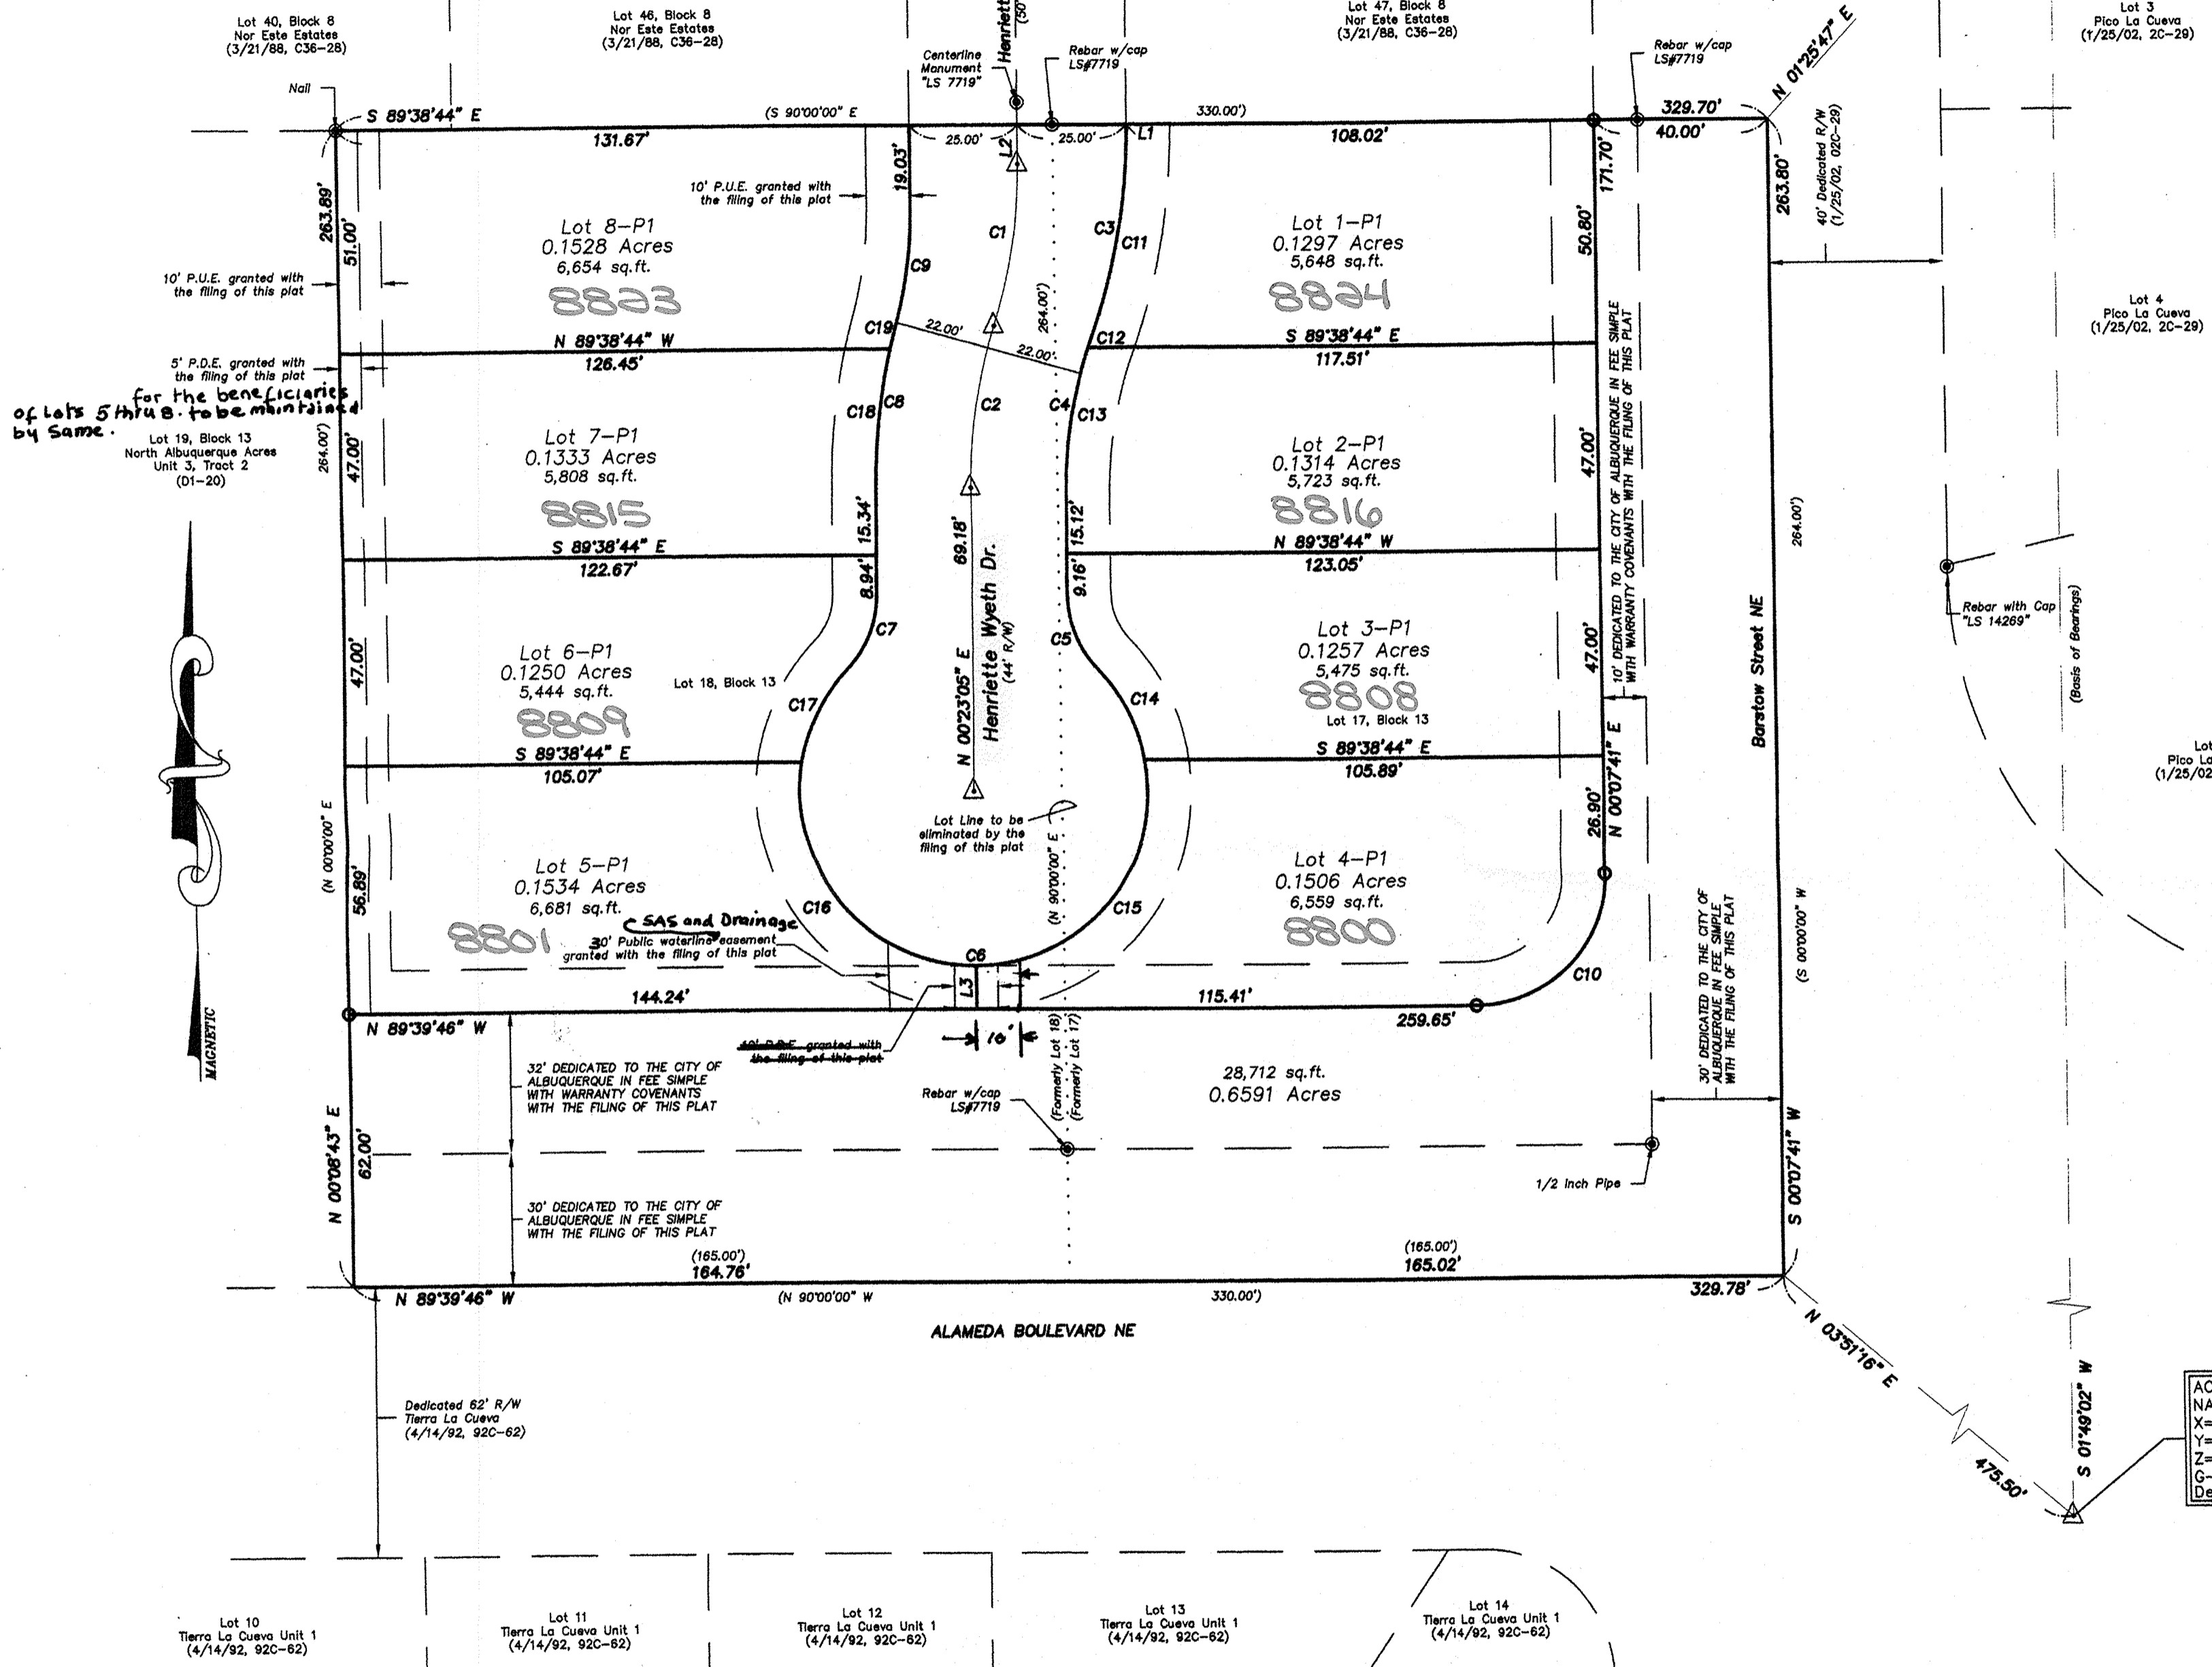 Lot 40, Block 8
Nor Este Estates
(3/21/88, C36-28)
Lot 46, Block 8
Nor Este Estates
(3/21/88, C36-28)
Henriett
(50'
Lot 47, Block 8
Nor Este Estates
(3/21/88, C36-28)
Lot 3
Pico La Cueva
(1/25/02, 2C-29)
Centerline
Monument
"LS 7719"
Rebar w/cap
LS#7719
Rebar w/cap
LS#7719
N 01°25'47" E
Nail
S 89°38'44" E
131.67'
(S 90°00'00" E
330.00')
25.00'
25.00'
L1
L2
108.02'
329.70'
40.00'
263.89'
51.00'
10' P.U.E. granted with
the filing of this plat
19.03'
171.70'
50.80'
263.80'
40' Dedicated R/W
(1/25/02, 02C-29)
Lot 8-P1
0.1528 Acres
6,654 sq.ft.
8823
C9
C1
C3
C11
Lot 1-P1
0.1297 Acres
5,648 sq.ft.
8824
10' P.U.E. granted with
the filing of this plat
264.00')
Lot 4
Pico La Cueva
(1/25/02, 2C-29)
C19
22.00'
22.00'
C12
N 89°38'44" W
126.45'
S 89°38'44" E
117.51'
5' P.D.E. granted with
the filing of this plat
for the beneficiaries
of Lots 5 thru 8. to be maintained
by Same.
Lot 19, Block 13
North Albuquerque Acres
Unit 3, Tract 2
(D1-20)
264.00')
47.00'
C18
C8
C2
C4
C13
Lot 7-P1
0.1333 Acres
5,808 sq.ft.
8815
Lot 2-P1
0.1314 Acres
5,723 sq.ft.
8816
47.00'
10' DEDICATED TO THE CITY OF ALBUQUERQUE IN FEE SIMPLE
WITH WARRANTY COVENANTS WITH THE FILING OF THIS PLAT
15.34'
15.12'
264.00')
S 89°38'44" E
122.67'
N 89°38'44" W
123.05'
69.18'
8.94'
9.16'
Rebar with Cap
"LS 14269"
(Basis of Bearings)
C7
C5
47.00'
Lot 6-P1
0.1250 Acres
5,444 sq.ft.
8809
Lot 18, Block 13
C17
N 00°23'05" E
Henriette Wyeth Dr.
(44' R/W)
C14
Lot 3-P1
0.1257 Acres
5,475 sq.ft.
8808
Lot 17, Block 13
47.00'
Barstow Street NE
S 89°38'44" E
105.07'
S 89°38'44" E
105.89'
N 00°07'41" E
26.90'
Lot
Pico La
(1/25/02
(N 00°00'00" E
56.89'
Lot Line to be
eliminated by the
filing of this plat
(N 90°00'00" E
Lot 5-P1
0.1534 Acres
6,681 sq.ft.
8801
C16
C15
Lot 4-P1
0.1506 Acres
6,559 sq.ft.
8800
SAS and Drainage
30' Public waterline easement
granted with the filing of this plat
C6
L3
C10
30' DEDICATED TO THE CITY OF
ALBUQUERQUE IN FEE SIMPLE
WITH THE FILING OF THIS PLAT
(S 00°00'00" W
MAGNETIC
144.24'
115.41'
N 89°39'46" W
259.65'
10'
10' P.D.E. granted with
the filing of this plat
(Formerly Lot 18)
(Formerly Lot 17)
32' DEDICATED TO THE CITY OF
ALBUQUERQUE IN FEE SIMPLE
WITH WARRANTY COVENANTS
WITH THE FILING OF THIS PLAT
Rebar w/cap
LS#7719
28,712 sq.ft.
0.6591 Acres
N 00°08'43" E
62.00'
1/2 Inch Pipe
S 00°07'41" W
30' DEDICATED TO THE CITY OF
ALBUQUERQUE IN FEE SIMPLE
WITH THE FILING OF THIS PLAT
(165.00')
164.76'
(165.00')
165.02'
N 89°39'46" W
(N 90°00'00" W
330.00')
329.78'
ALAMEDA BOULEVARD NE
N 03°51'16" E
475.50'
S 01°49'02" W
Dedicated 62' R/W
Tierra La Cueva
(4/14/92, 92C-62)
AC
NA
X=
Y=
Z=
G-
De
Lot 10
Tierra La Cueva Unit 1
(4/14/92, 92C-62)
Lot 11
Tierra La Cueva Unit 1
(4/14/92, 92C-62)
Lot 12
Tierra La Cueva Unit 1
(4/14/92, 92C-62)
Lot 13
Tierra La Cueva Unit 1
(4/14/92, 92C-62)
Lot 14
Tierra La Cueva Unit 1
(4/14/92, 92C-62)